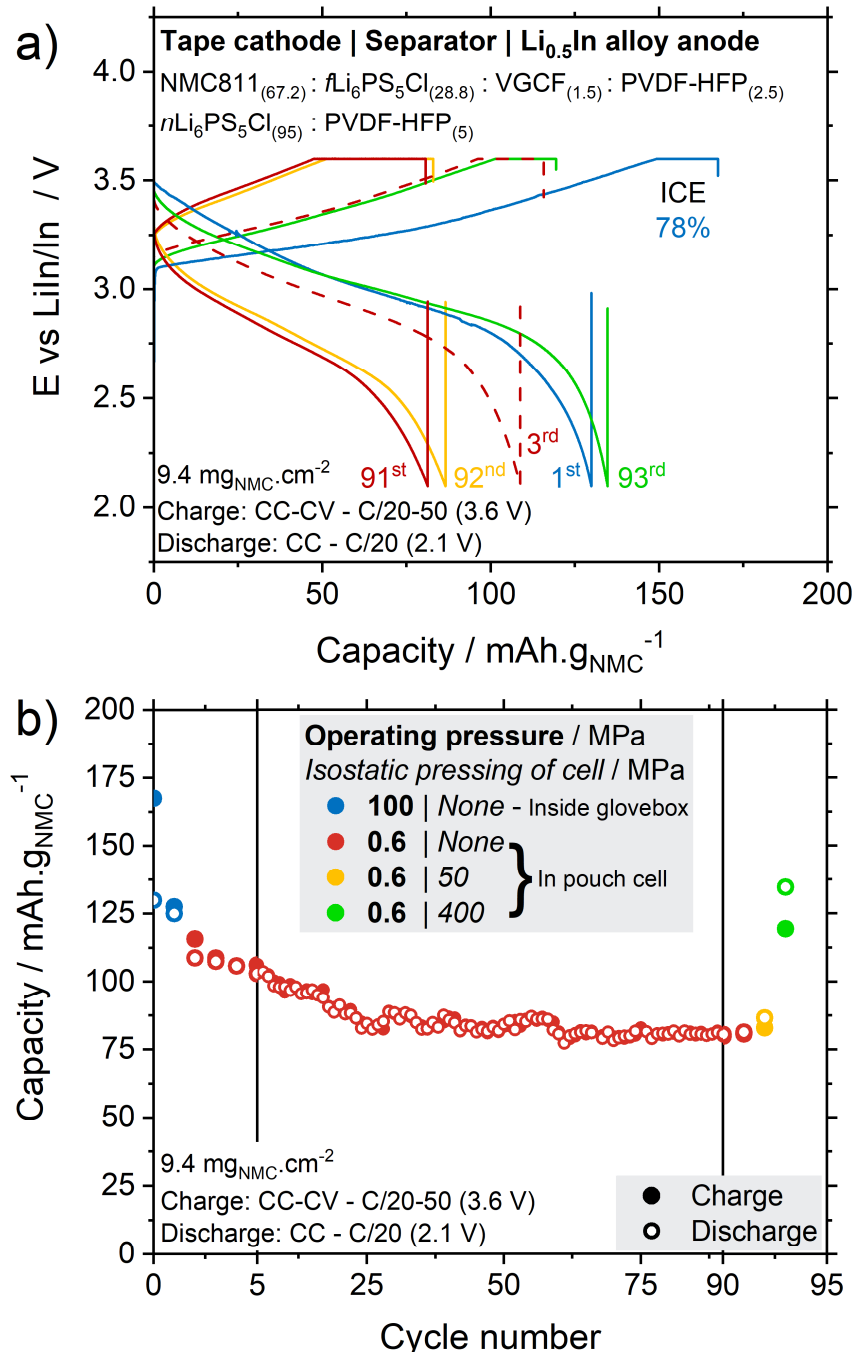 a)
Tape cathode | Separator | Li0.5In alloy anode
NMC811(67.2) : fLi6PS5Cl(28.8) : VGCF(1.5) : PVDF-HFP(2.5)
nLi6PS5Cl(95) : PVDF-HFP(5)
4.0
3.5
3.0
2.5
2.0
E vs LiIn/In / V
ICE
78%
3rd
91st
92nd
1st
93rd
9.4 mgNMC.cm-2
Charge: CC-CV - C/20-50 (3.6 V)
Discharge: CC - C/20 (2.1 V)
0
50
100
150
200
Capacity / mAh.gNMC-1
b)
200
175
150
125
100
75
50
25
0
Capacity / mAh.gNMC-1
Operating pressure / MPa
Isostatic pressing of cell / MPa
100 | None - Inside glovebox
0.6 | None
0.6 | 50
} In pouch cell
0.6 | 400
9.4 mgNMC.cm-2
Charge: CC-CV - C/20-50 (3.6 V)
Discharge: CC - C/20 (2.1 V)
Charge
Discharge
0
5
25
50
75
90
95
Cycle number